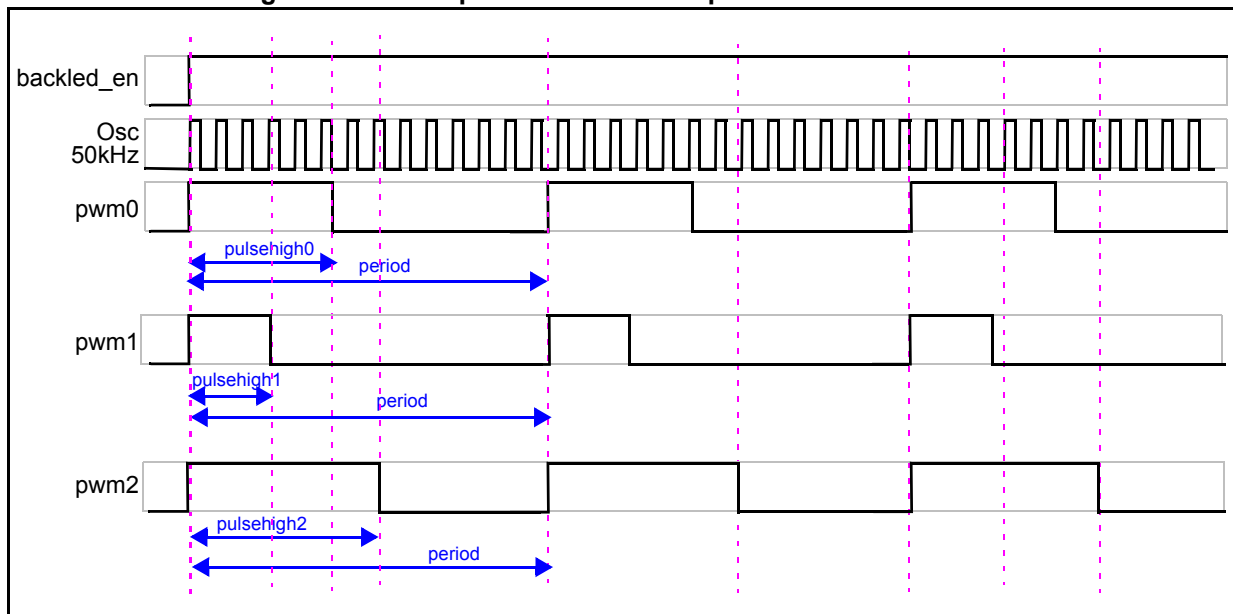 backled_en
Osc
50kHz
pwm0
pulsehigh0
period
pwm1
pulsehigh1
period
pwm2
pulsehigh2
period